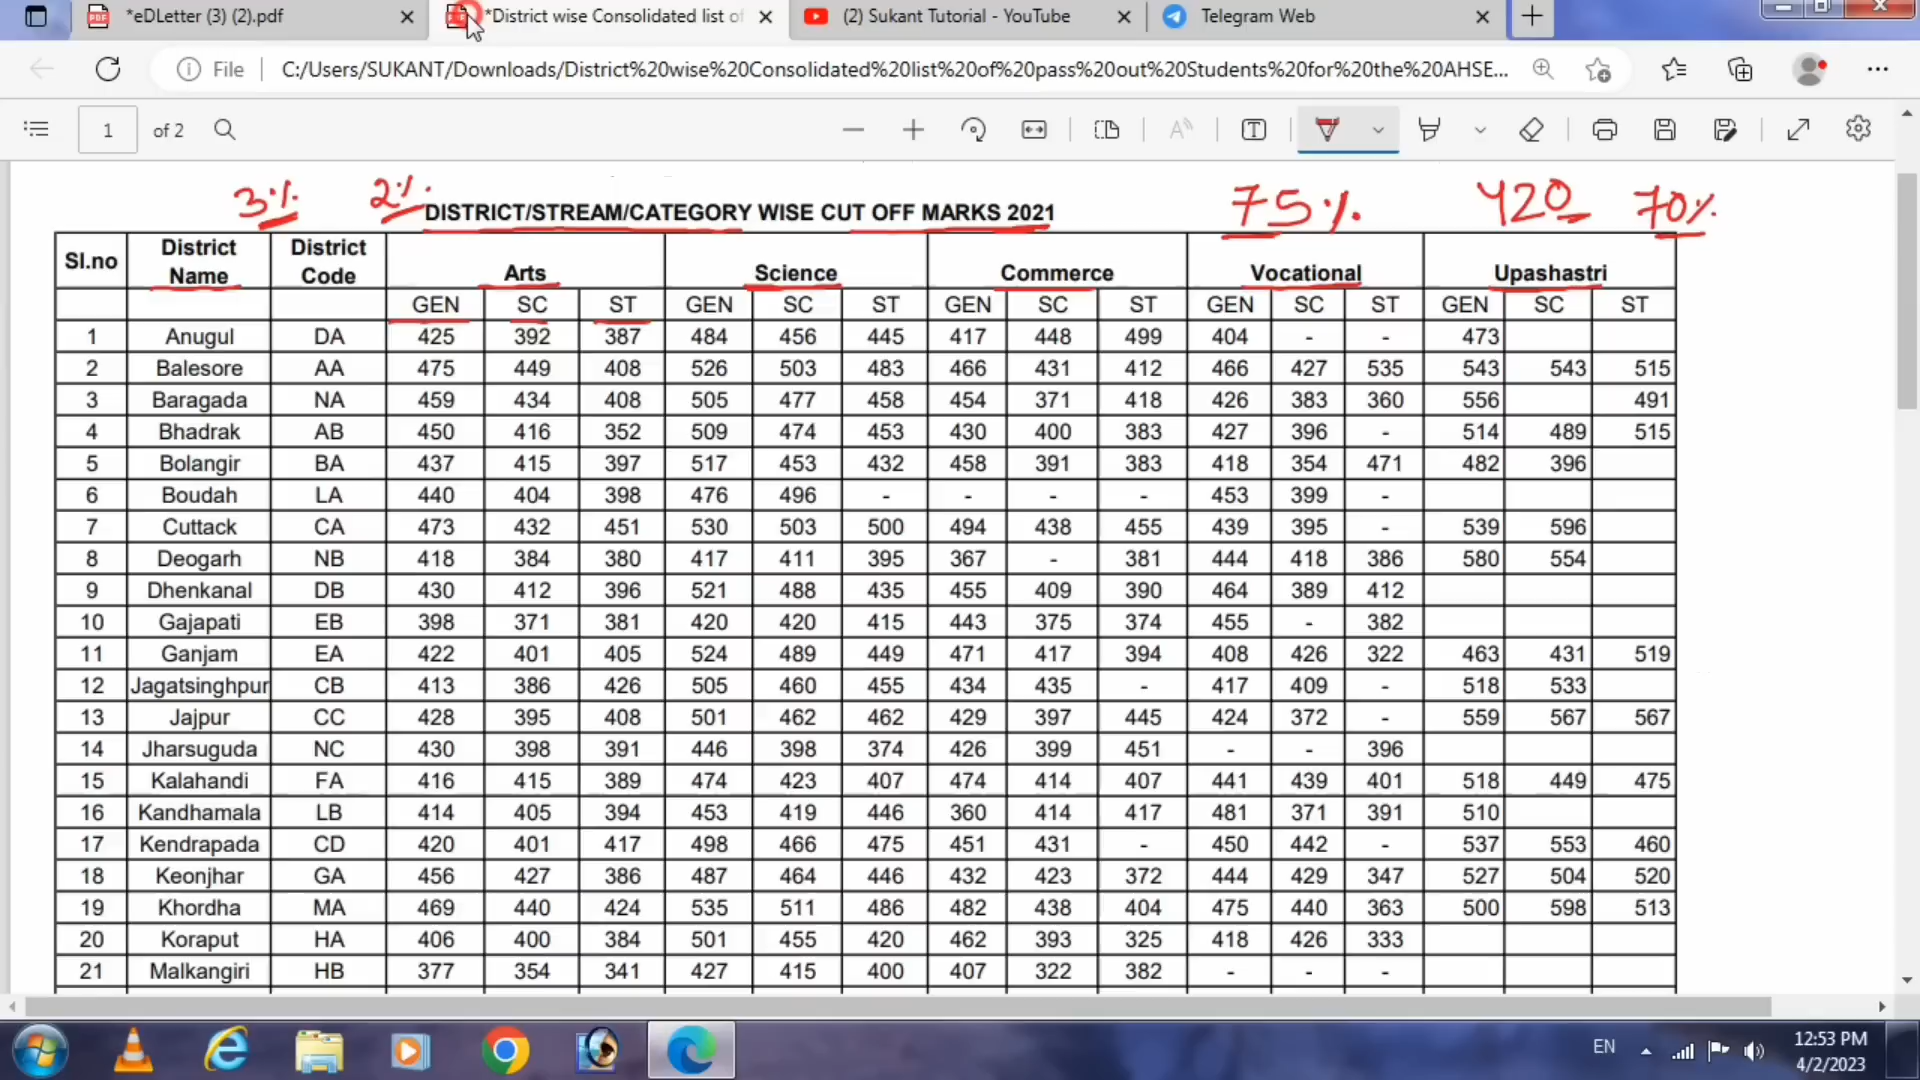 *eDLetter (3) (2).pdf
*District wise Consolidated list of
(2) Sukant Tutorial - YouTube
Telegram Web
File C:/Users/SUKANT/Downloads/District%20wise%20Consolidated%20list%20of%20pass%20out%20Students%20for%20the%20AHSE...
1 of 2
3% 2% 75% 420 70%
DISTRICT/STREAM/CATEGORY WISE CUT OFF MARKS 2021
Sl.no District Name District Code Arts Science Commerce Vocational Upashastri
GEN SC ST GEN SC ST GEN SC ST GEN SC ST GEN SC ST
1 Anugul DA 425 392 387 484 456 445 417 448 499 404 - - 473
2 Balesore AA 475 449 408 526 503 483 466 431 412 466 427 535 543 543 515
3 Baragada NA 459 434 408 505 477 458 454 371 418 426 383 360 556 491
4 Bhadrak AB 450 416 352 509 474 453 430 400 383 427 396 - 514 489 515
5 Bolangir BA 437 415 397 517 453 432 458 391 383 418 354 471 482 396
6 Boudah LA 440 404 398 476 496 - - - - 453 399 -
7 Cuttack CA 473 432 451 530 503 500 494 438 455 439 395 - 539 596
8 Deogarh NB 418 384 380 417 411 395 367 - 381 444 418 386 580 554
9 Dhenkanal DB 430 412 396 521 488 435 455 409 390 464 389 412
10 Gajapati EB 398 371 381 420 420 415 443 375 374 455 - 382
11 Ganjam EA 422 401 405 524 489 449 471 417 394 408 426 322 463 431 519
12 Jagatsinghpur CB 413 386 426 505 460 455 434 435 - 417 409 - 518 533
13 Jajpur CC 428 395 408 501 462 462 429 397 445 424 372 - 559 567 567
14 Jharsuguda NC 430 398 391 446 398 374 426 399 451 - - 396
15 Kalahandi FA 416 415 389 474 423 407 474 414 407 441 439 401 518 449 475
16 Kandhamala LB 414 405 394 453 419 446 360 414 417 481 371 391 510
17 Kendrapada CD 420 401 417 498 466 475 451 431 - 450 442 - 537 553 460
18 Keonjhar GA 456 427 386 487 464 446 432 423 372 444 429 347 527 504 520
19 Khordha MA 469 440 424 535 511 486 482 438 404 475 440 363 500 598 513
20 Koraput HA 406 400 384 501 455 420 462 393 325 418 426 333
21 Malkangiri HB 377 354 341 427 415 400 407 322 382 - - -
EN
12:53 PM
4/2/2023